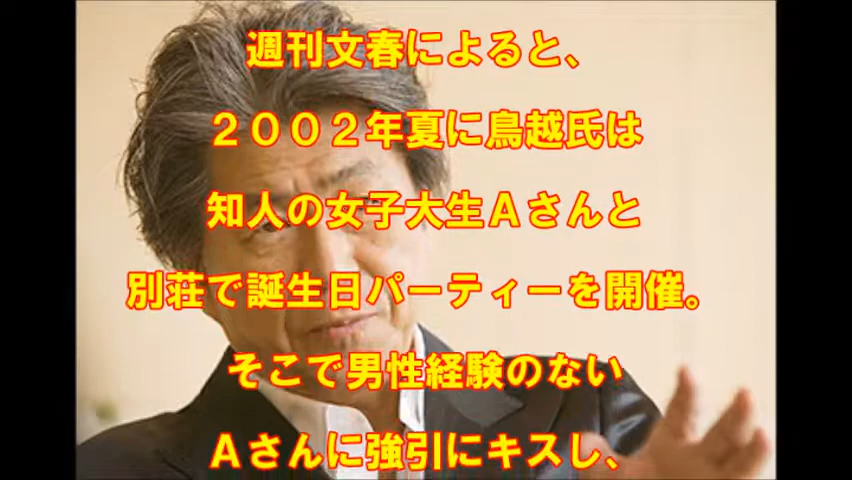 週刊文春によると、
２００２年夏に鳥越氏は
知人の女子大生Ａさんと
別荘で誕生日パーティーを開催。
そこで男性経験のない
Ａさんに強引にキスし、